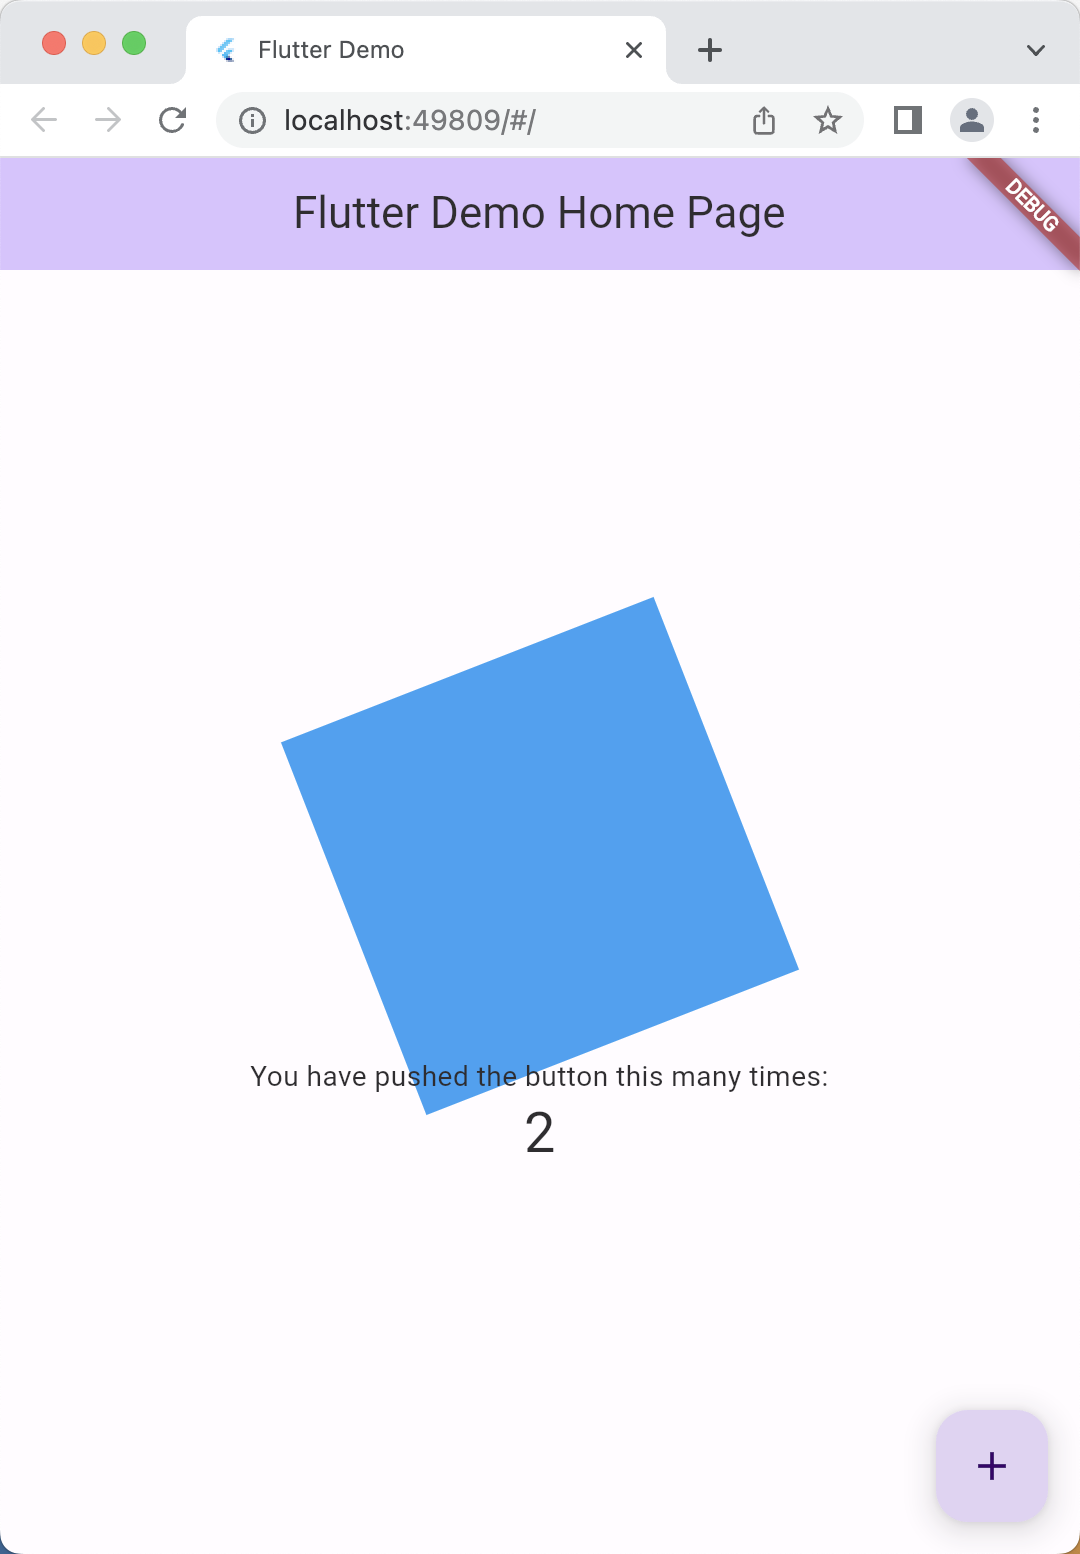 Flutter Demo
localhost:49809/#/
Flutter Demo Home Page
DEBUG
You have pushed the button this many times:
2